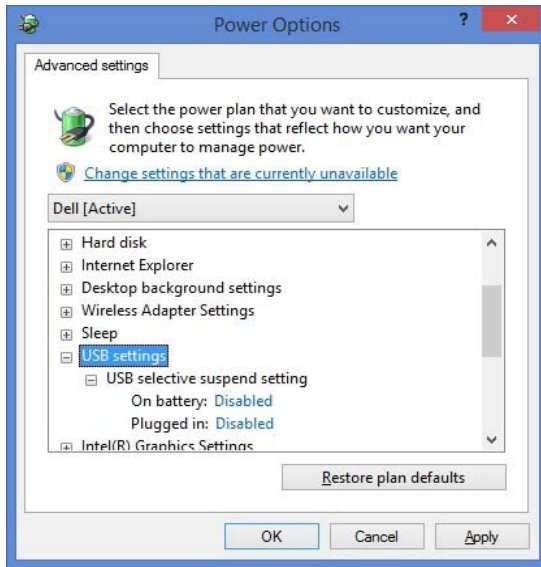 Power Options
?
×
Advanced settings
Select the power plan that you want to customize, and
then choose settings that reflect how you want your
computer to manage power.
Change settings that are currently unavailable
Dell [Active]
Hard disk
Internet Explorer
Desktop background settings
Wireless Adapter Settings
Sleep
USB settings
USB selective suspend setting
On battery: Disabled
Plugged in: Disabled
Intel(R) Graphics Settings
Restore plan defaults
OK
Cancel
Apply